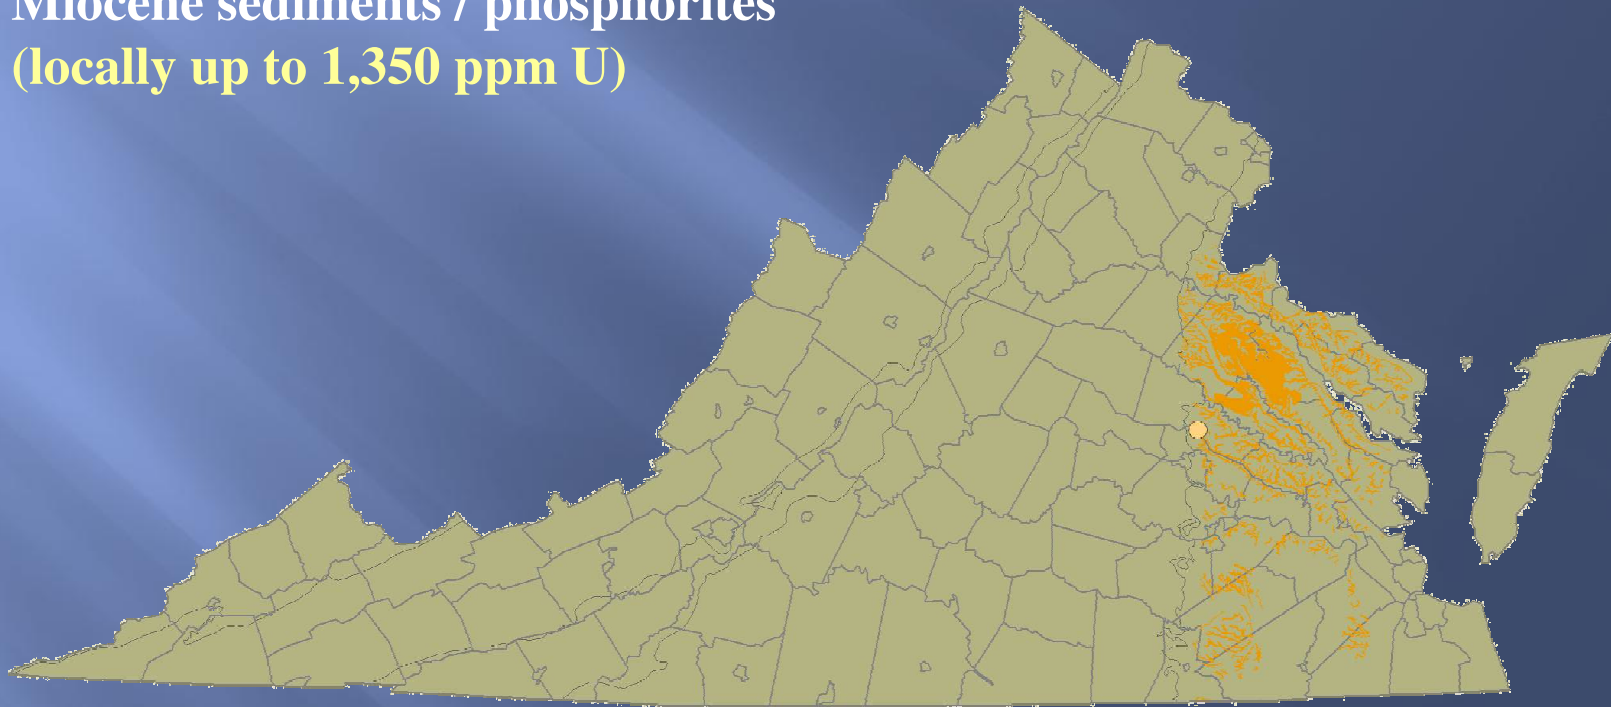 Miocene sediments / phosphorites
(locally up to 1,350 ppm U)